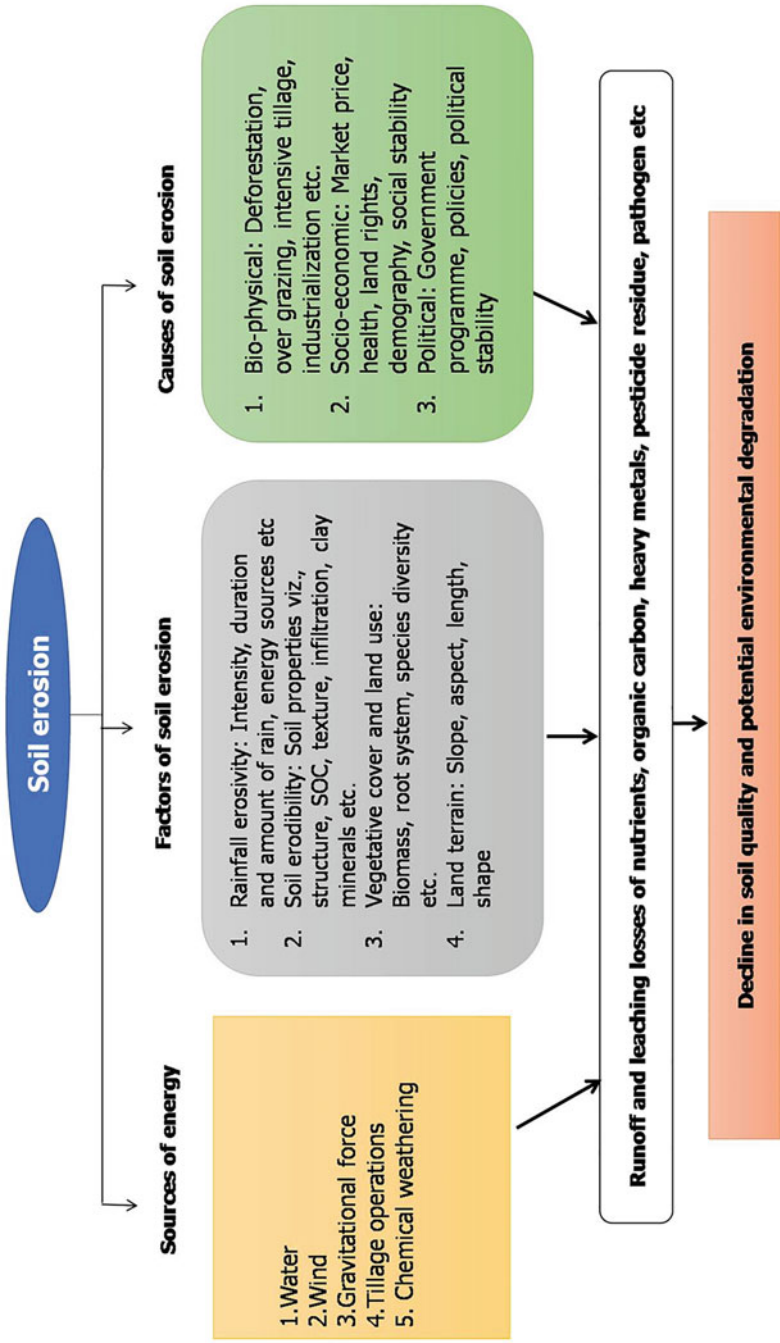 Soil erosion
Sources of energy
1.Water
2.Wind
3.Gravitational force
4.Tillage operations
5. Chemical weathering
Factors of soil erosion
1. Rainfall erosivity: Intensity, duration
and amount of rain, energy sources etc
2. Soil erodibility: Soil properties viz.,
structure, SOC, texture, infiltration, clay
minerals etc.
3. Vegetative cover and land use:
Biomass, root system, species diversity
etc.
4. Land terrain: Slope, aspect, length,
shape
Causes of soil erosion
1. Bio-physical: Deforestation,
over grazing, intensive tillage,
industrialization etc.
2. Socio-economic: Market price,
health, land rights,
demography, social stability
3. Political: Government
programme, policies, political
stability
Runoff and leaching losses of nutrients, organic carbon, heavy metals, pesticide residue, pathogen etc
Decline in soil quality and potential environmental degradation